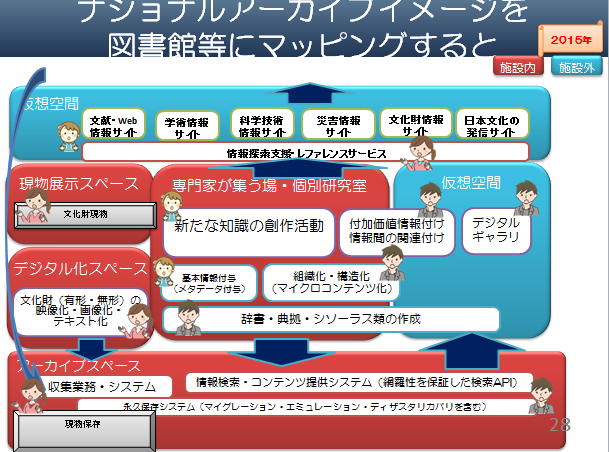 ナショナルアーカイブイメージを
図書館等にマッピングすると
2015年
施設内
施設外
仮想空間
文献・Web
情報サイト
学術情報
サイト
科学技術
情報サイト
災害情報
サイト
文化財情報
サイト
日本文化の
発信サイト
情報探索支援・レファレンスサービス
現物展示スペース
文化財現物
専門家が集う場・個別研究室
新たな知識の創作活動
付加価値情報付け
情報間の関連付け
仮想空間
デジタル
ギャラリ
デジタル化スペース
文化財（有形・無形）の
映像化・画像化・
テキスト化
基本情報付与
（メタデータ付与）
組織化・構造化
（マイクロコンテンツ化）
辞書・典拠・シソーラス類の作成
アーカイブスペース
収集業務・システム
情報検索・コンテンツ提供システム（網羅性を保証した検索API）
永久保存システム（マイグレーション・エミュレーション・ディザスタリカバリを含む）
現物保存
28